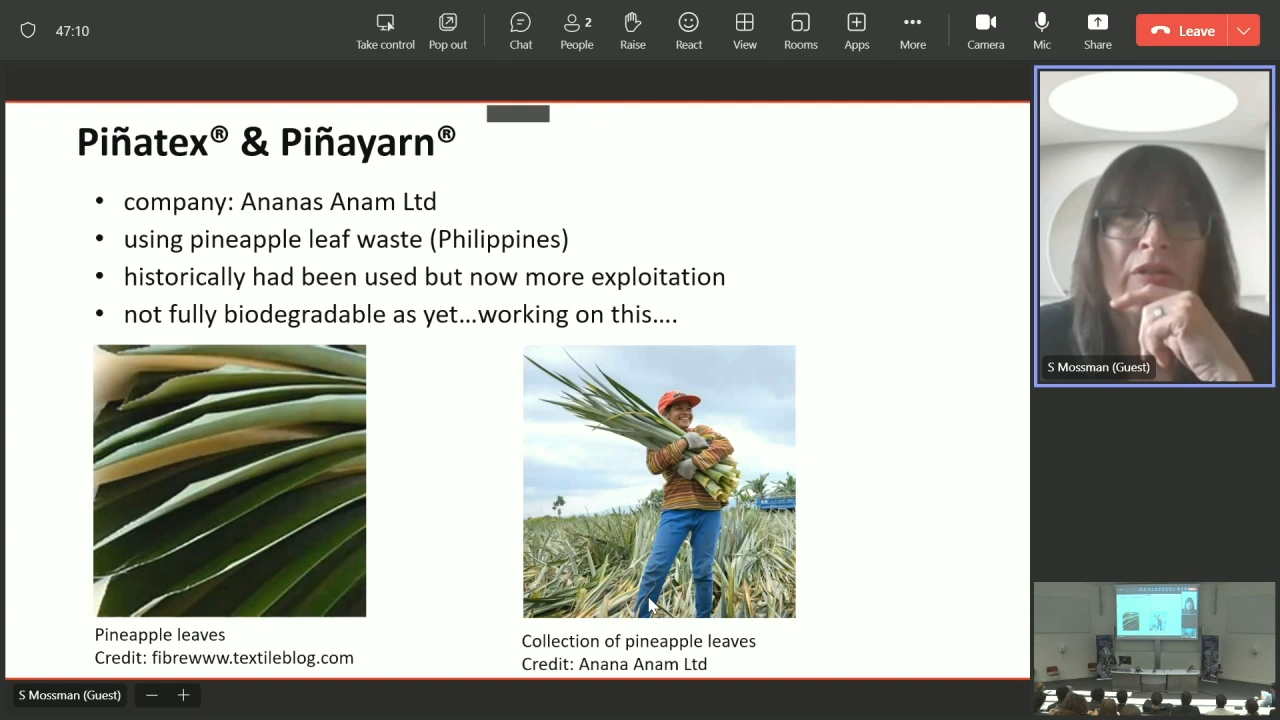 47:10
Take control
Pop out
Chat
2
People
Raise
React
View
Rooms
Apps
More
Camera
Mic
Share
Leave
Piñatex® & Piñayarn®
• company: Ananas Anam Ltd
• using pineapple leaf waste (Philippines)
• historically had been used but now more exploitation
• not fully biodegradable as yet...working on this....
S Mossman (Guest)
Pineapple leaves
Credit: fibrewww.textileblog.com
Collection of pineapple leaves
Credit: Anana Anam Ltd
S Mossman (Guest)